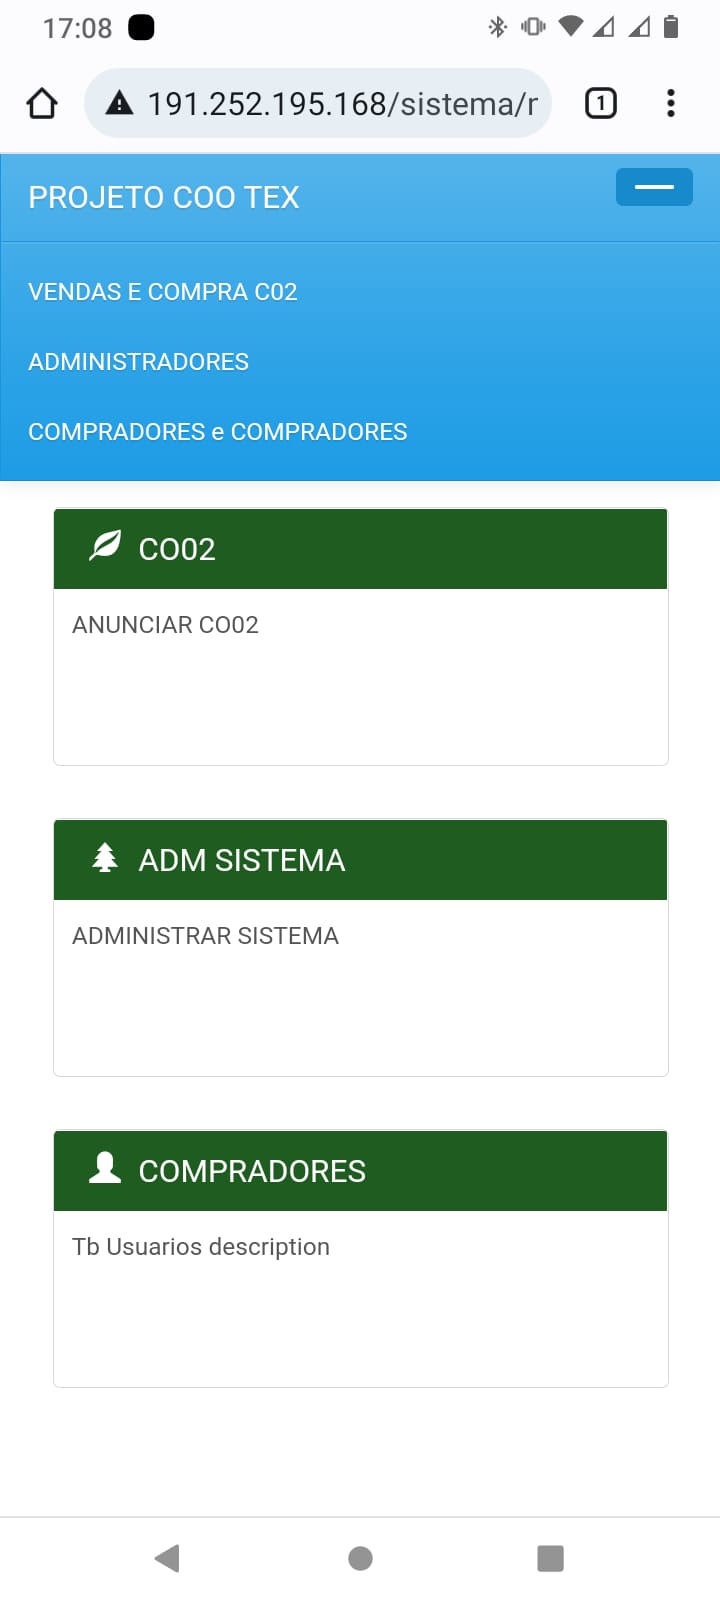 17:08
191.252.195.168/sistema/r
1
PROJETO COO TEX
VENDAS E COMPRA C02
ADMINISTRADORES
COMPRADORES e COMPRADORES
CO02
ANUNCIAR CO02
ADM SISTEMA
ADMINISTRAR SISTEMA
COMPRADORES
Tb Usuarios description